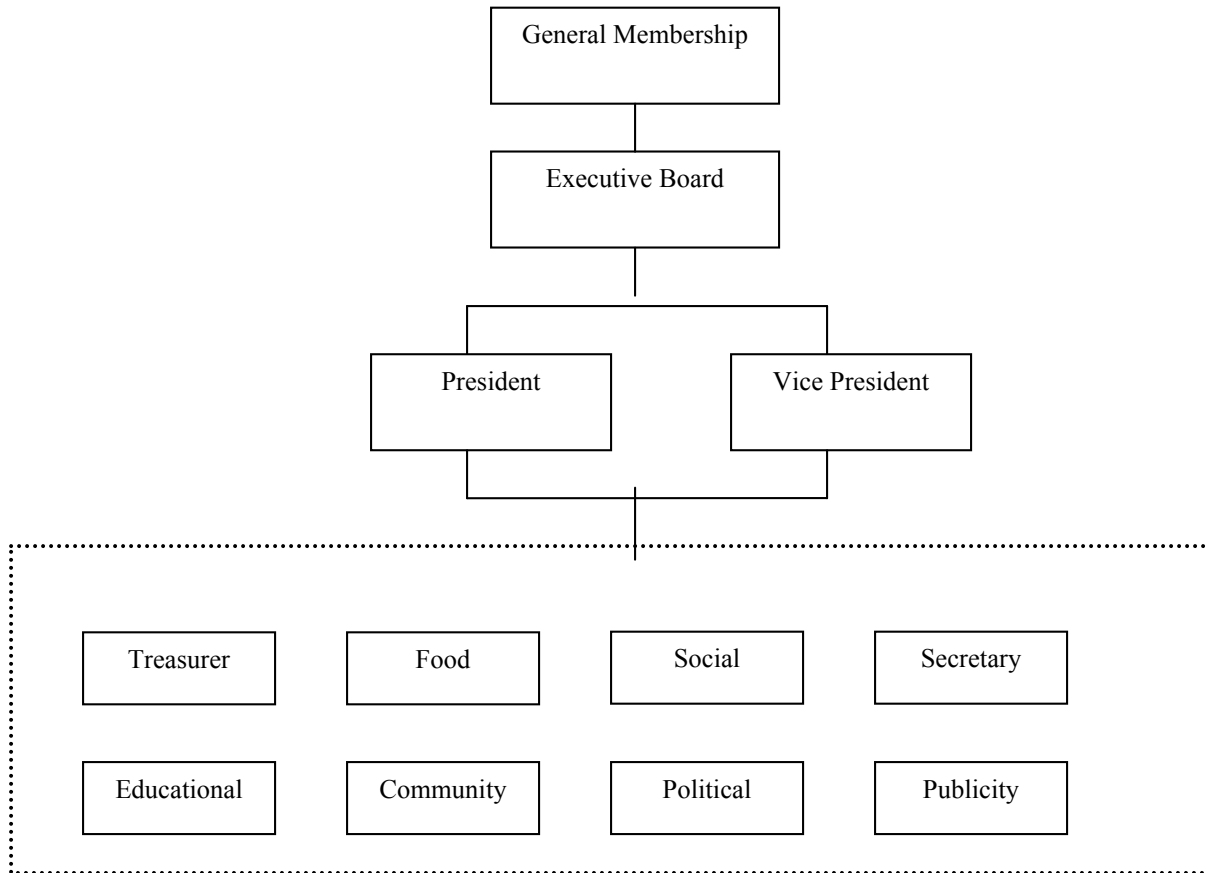 General Membership
Executive Board
President
Vice President
Treasurer
Food
Social
Secretary
Educational
Community
Political
Publicity